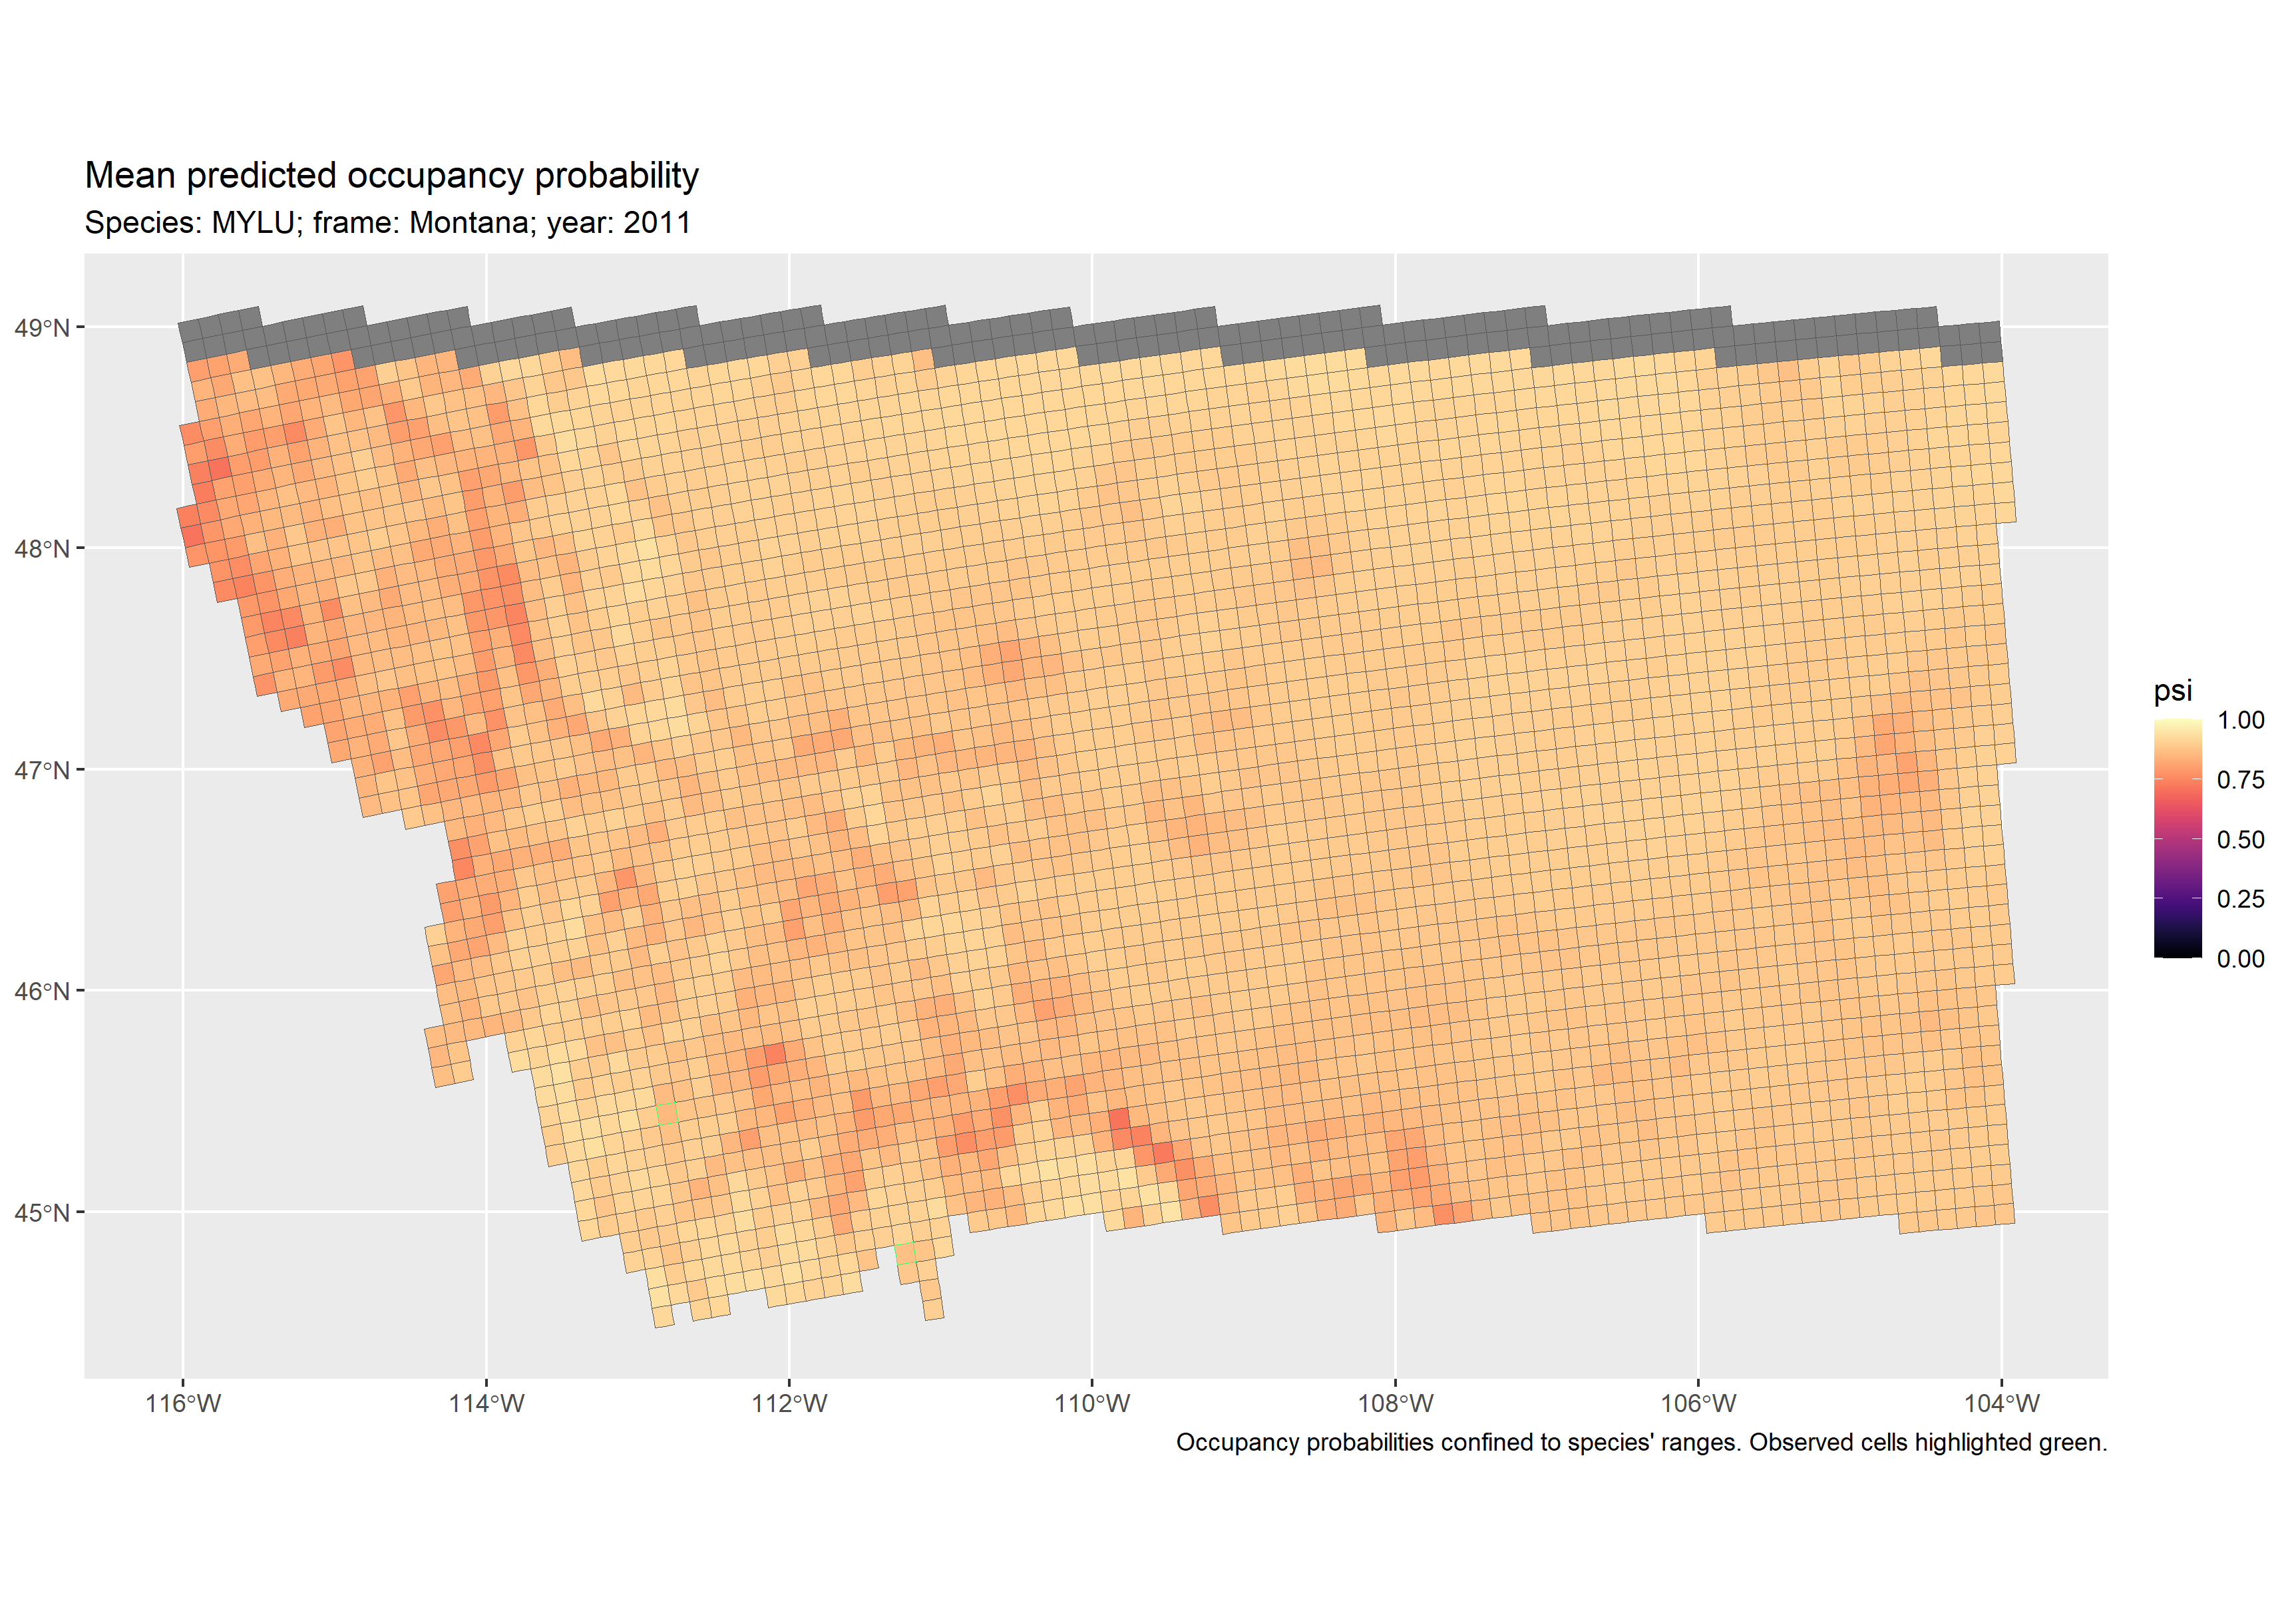 Mean predicted occupancy probability
Species: MYLU; frame: Montana; year: 2011
49°N
48°N
47°N
46°N
45°N
116°W
114°W
112°W
110°W
108°W
106°W
104°W
psi
1.00
0.75
0.50
0.25
0.00
Occupancy probabilities confined to species' ranges. Observed cells highlighted green.